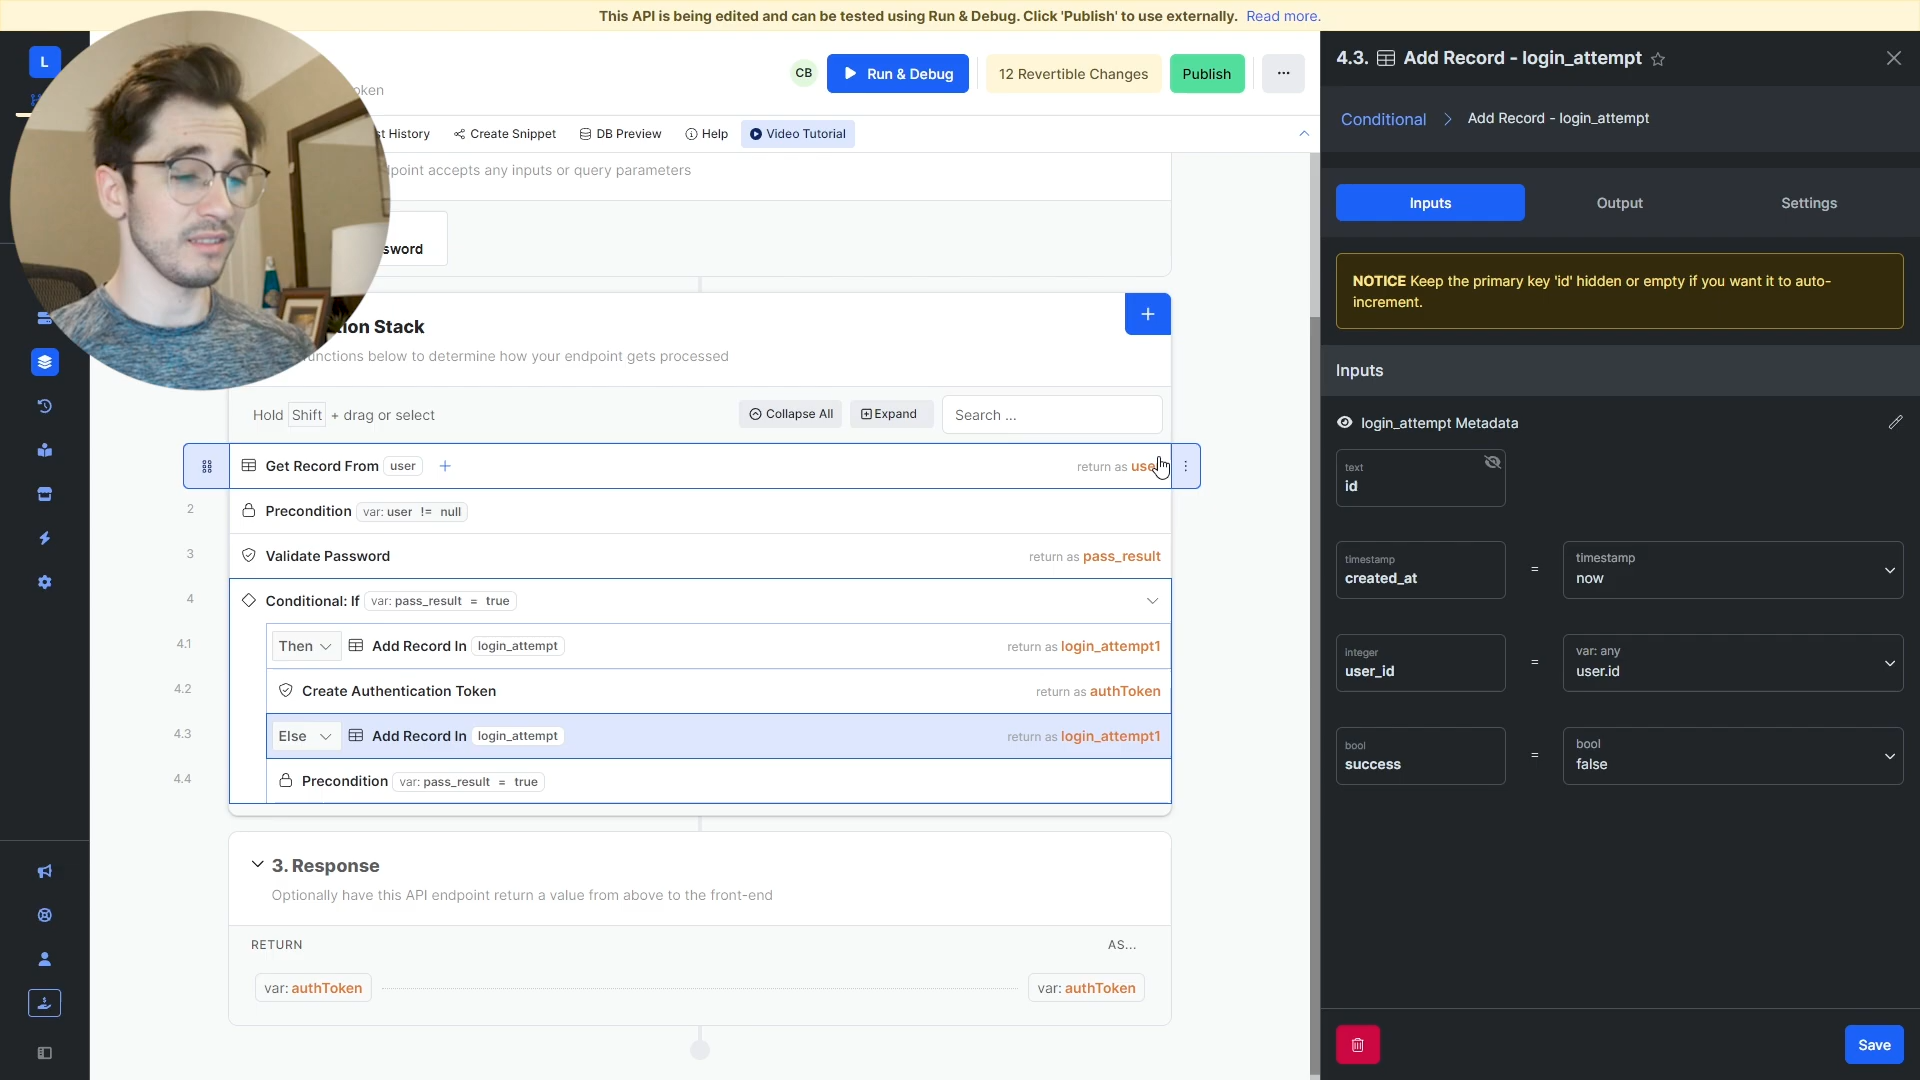 This API is being edited and can be tested using Run & Debug. Click 'Publish' to use externally. Read more.
L
oken
CB
Run & Debug
12 Revertible Changes
Publish
...
st History
Create Snippet
DB Preview
Help
Video Tutorial
point accepts any inputs or query parameters
sword
ion Stack
unctions below to determine how your endpoint gets processed
Hold Shift + drag or select
Collapse All
Expand
Search ...
Get Record From user
return as use
2
Precondition var: user != null
3
Validate Password
return as pass_result
4
Conditional: If var: pass_result = true
4.1
Then
Add Record In login_attempt
return as login_attempt1
4.2
Create Authentication Token
return as authToken
4.3
Else
Add Record In login_attempt
return as login_attempt1
4.4
Precondition var: pass_result = true
3. Response
Optionally have this API endpoint return a value from above to the front-end
RETURN
AS...
var: authToken
var: authToken
4.3. Add Record - login_attempt
Conditional > Add Record - login_attempt
Inputs
Output
Settings
NOTICE Keep the primary key 'id' hidden or empty if you want it to auto-
increment.
Inputs
login_attempt Metadata
text
id
timestamp
created_at
=
timestamp
now
integer
user_id
=
var: any
user.id
bool
success
=
bool
false
Save